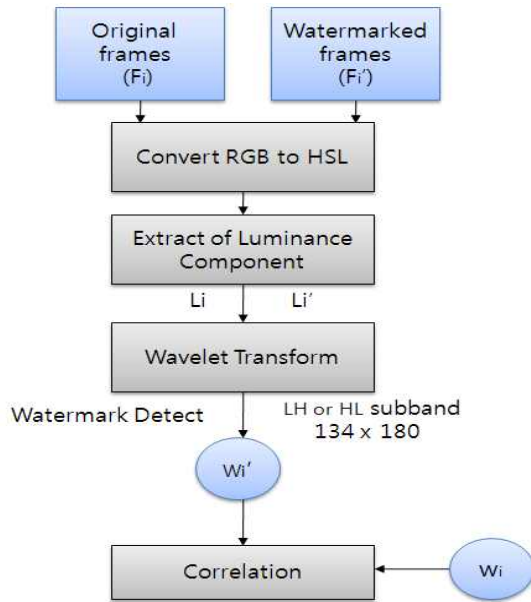 Original
frames
(Fi)
Watermarked
frames
(Fi′)
Convert RGB to HSL
Extract of Luminance
Component
Li
Li′
Wavelet Transform
Watermark Detect
LH or HL subband
134 x 180
Wi′
Correlation
Wi